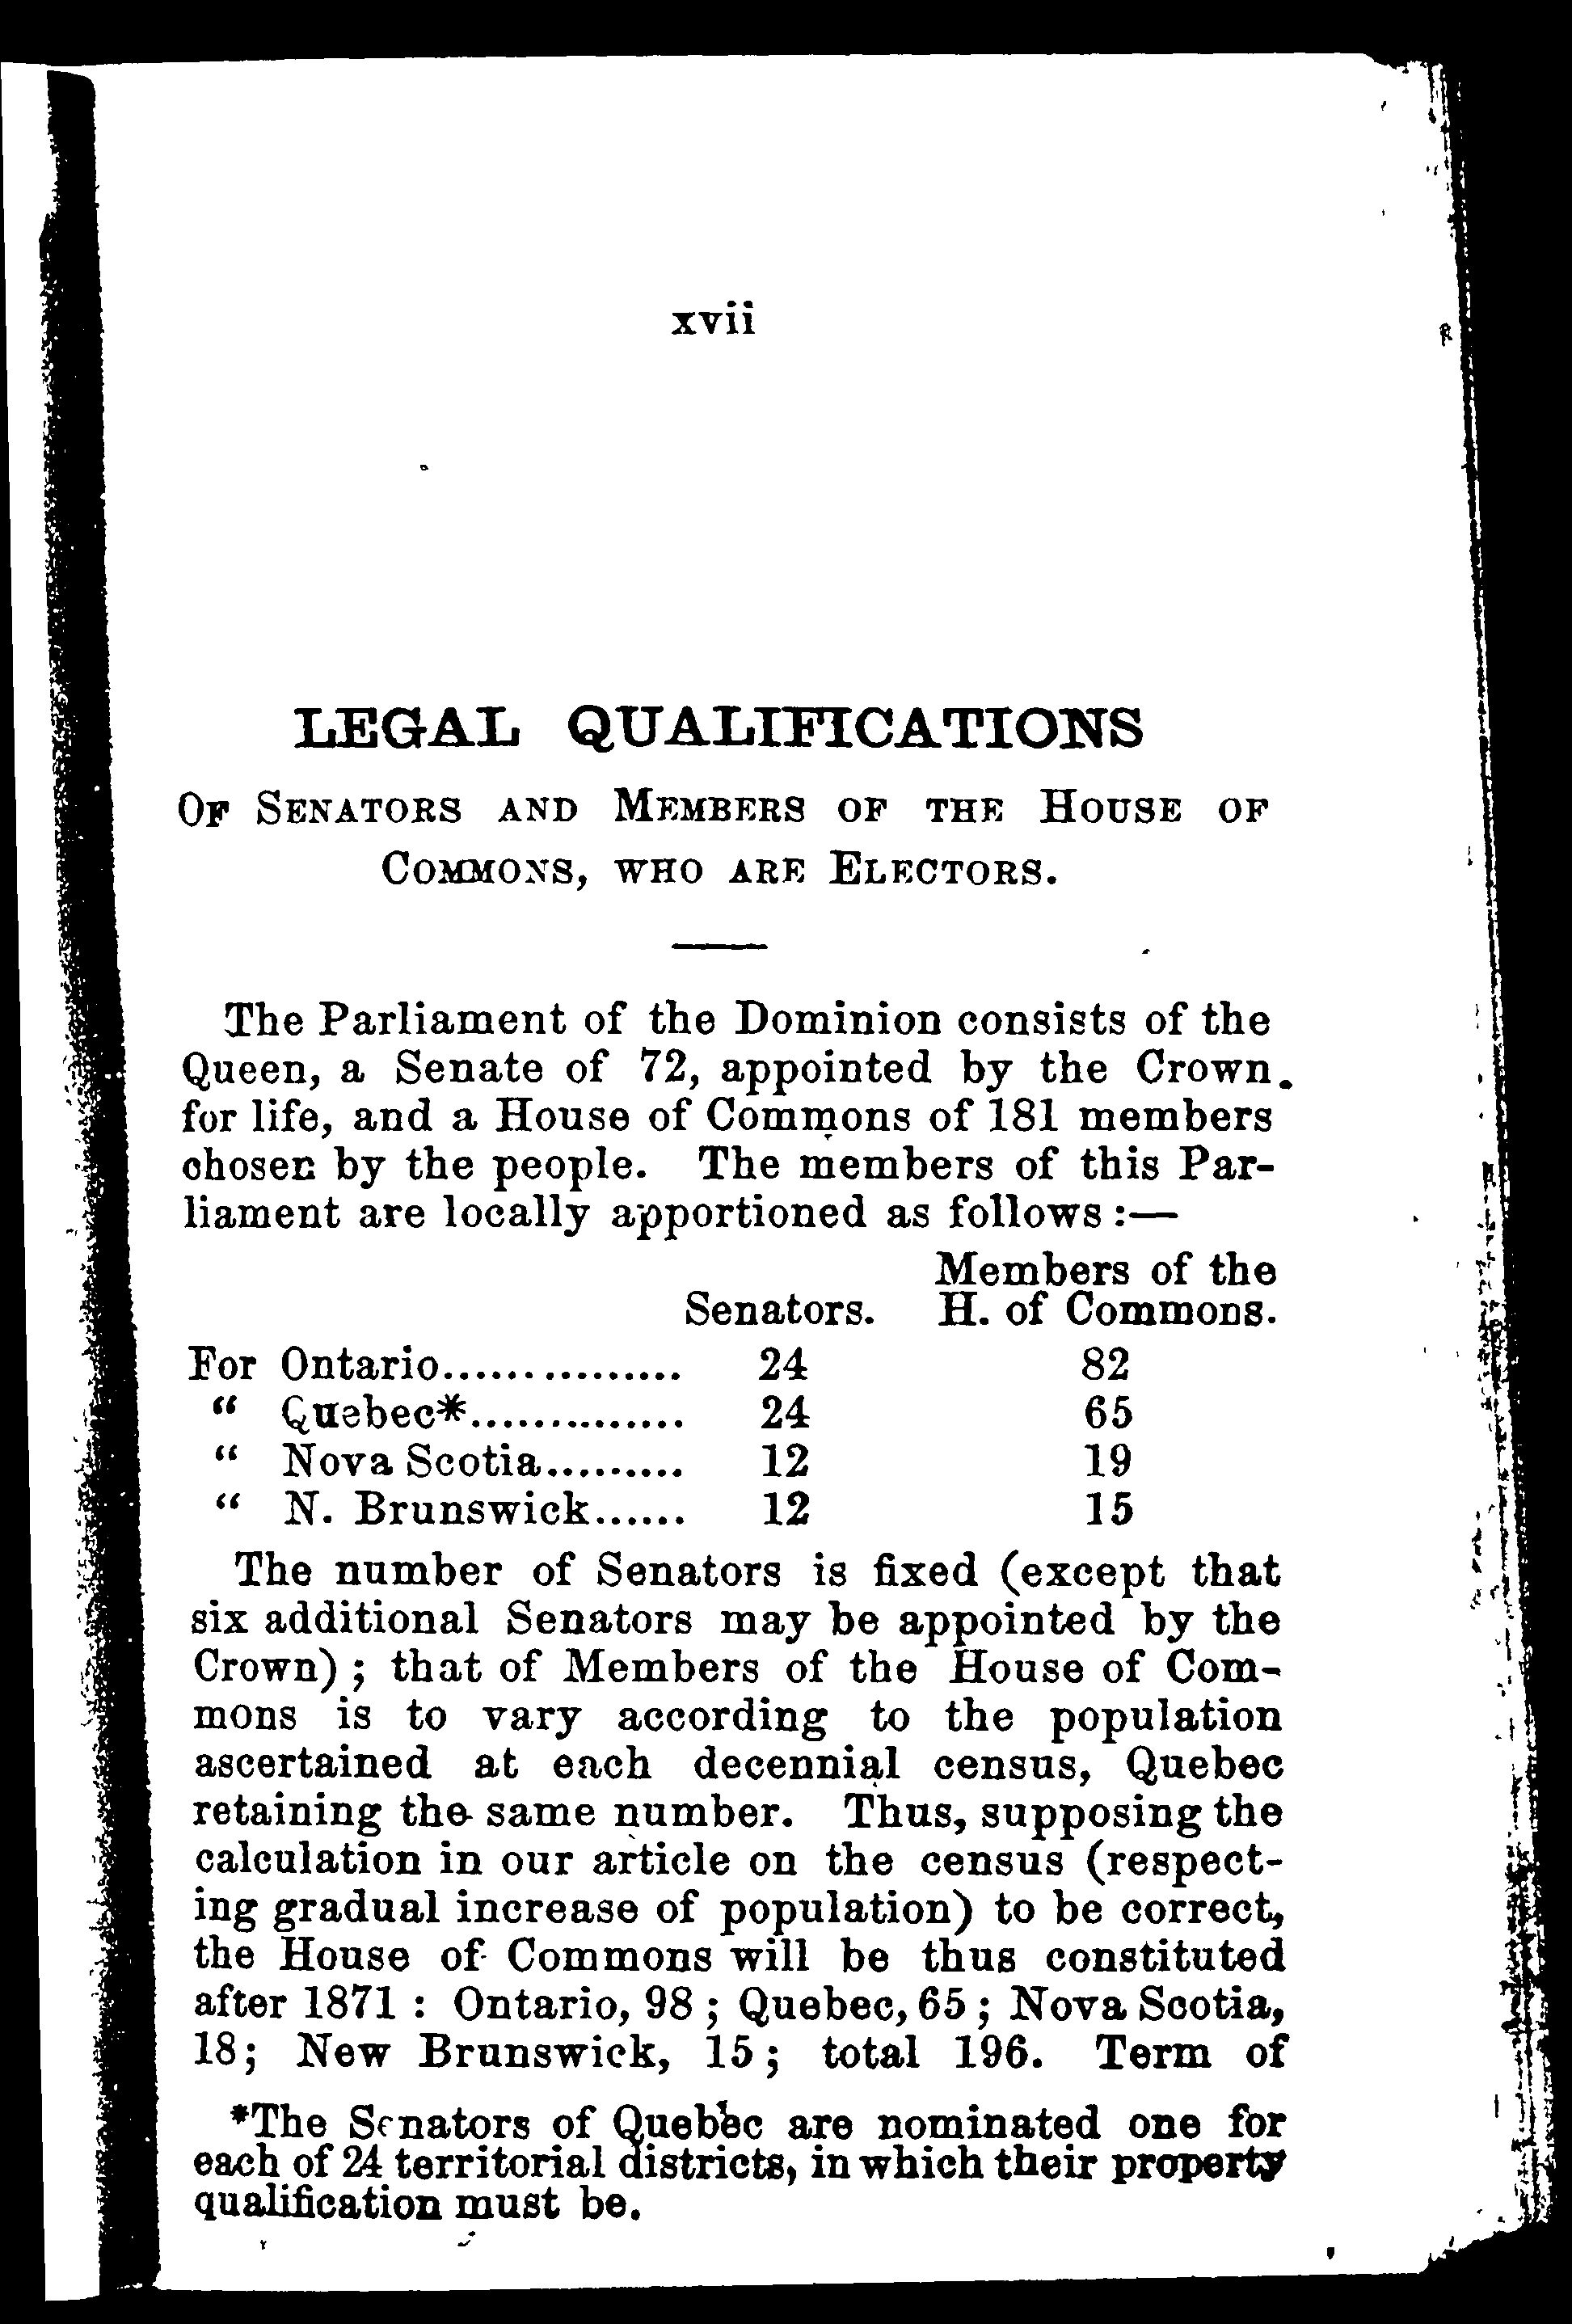 xvii
LEGAL QUALIFICATIONS
OF SENATORS AND MEMBERS OF THE HOUSE OF
COMMONS, WHO ARE ELECTORS.
The Parliament of the Dominion consists of the
Queen, a Senate of 72, appointed by the Crown.
for life, and a House of Commons of 181 members
chosen by the people. The members of this Par-
liament are locally apportioned as follows :—
Members of the
Senators. H. of Commons.
For Ontario............... 24 82
“ Quebec*.............. 24 65
“ Nova Scotia......... 12 19
“ N. Brunswick...... 12 15
The number of Senators is fixed (except that
six additional Senators may be appointed by the
Crown) ; that of Members of the House of Com-
mons is to vary according to the population
ascertained at each decennial census, Quebec
retaining the same number. Thus, supposing the
calculation in our article on the census (respect-
ing gradual increase of population) to be correct,
the House of Commons will be thus constituted
after 1871 : Ontario, 98 ; Quebec, 65 ; Nova Scotia,
18; New Brunswick, 15 ; total 196. Term of
*The Senators of Quebec are nominated one for
each of 24 territorial districts, in which their property
qualification must be.